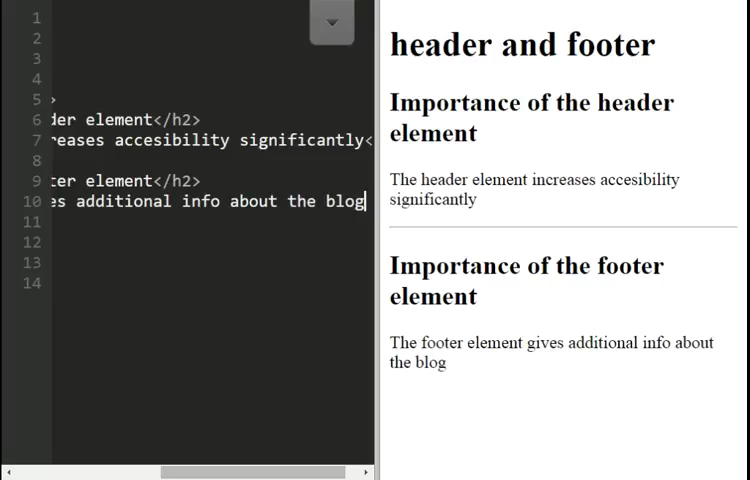 1
2
3
4
5 >
6 der element</h2>
7 reases accesibility significantly<
8
9 ter element</h2>
10 es additional info about the blog
11
12
13
14
header and footer
Importance of the header
element
The header element increases accesibility
significantly
Importance of the footer
element
The footer element gives additional info about
the blog